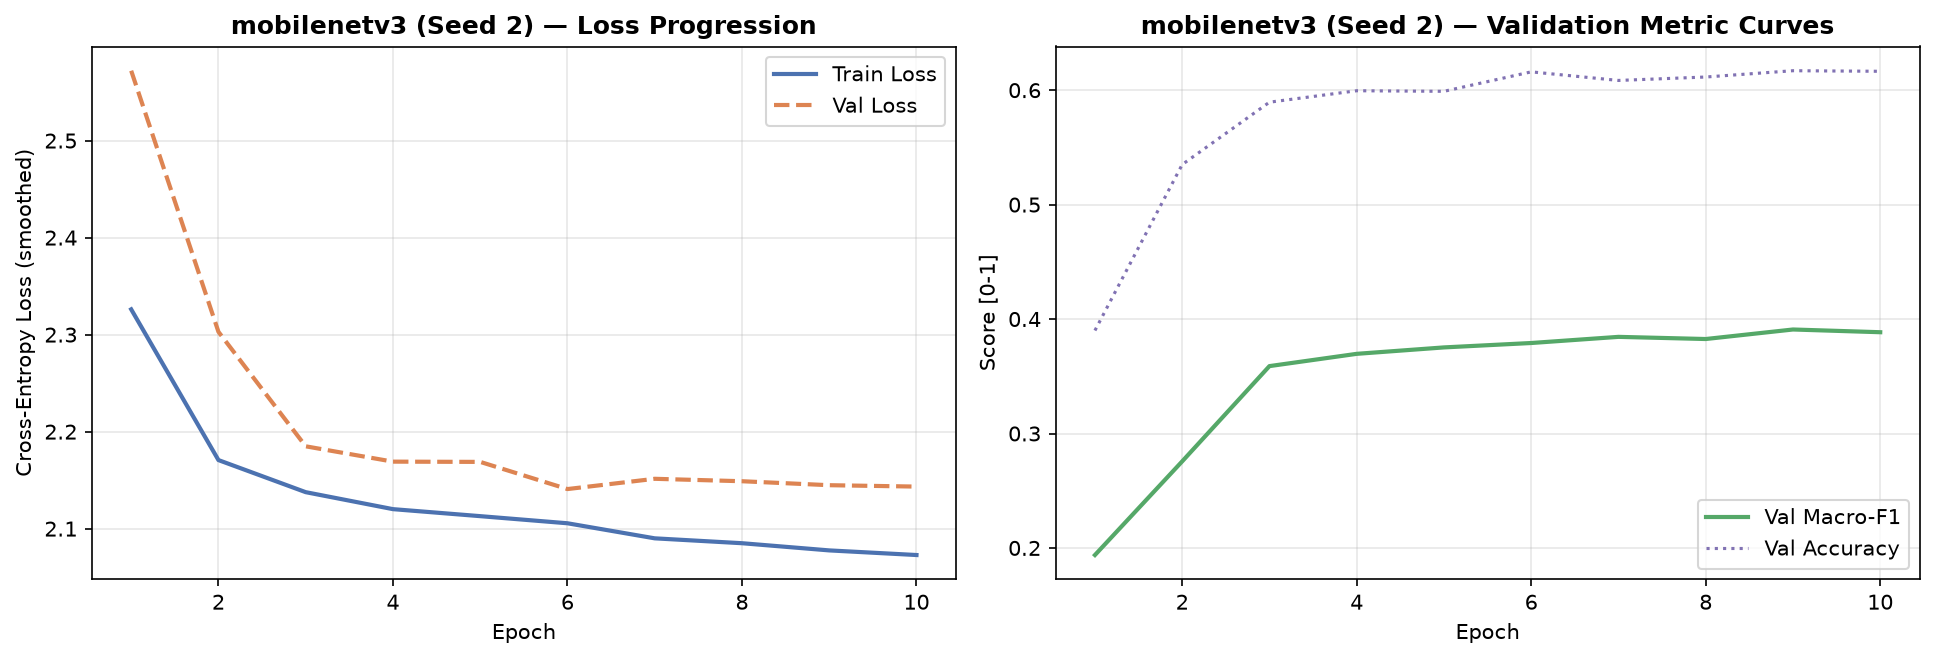 mobilenetv3 (Seed 2) — Loss Progression
Train Loss
Val Loss
Cross-Entropy Loss (smoothed)
2.5
2.4
2.3
2.2
2.1
2 4 6 8 10
Epoch
mobilenetv3 (Seed 2) — Validation Metric Curves
Score [0-1]
0.6
0.5
0.4
0.3
0.2
Val Macro-F1
Val Accuracy
2 4 6 8 10
Epoch